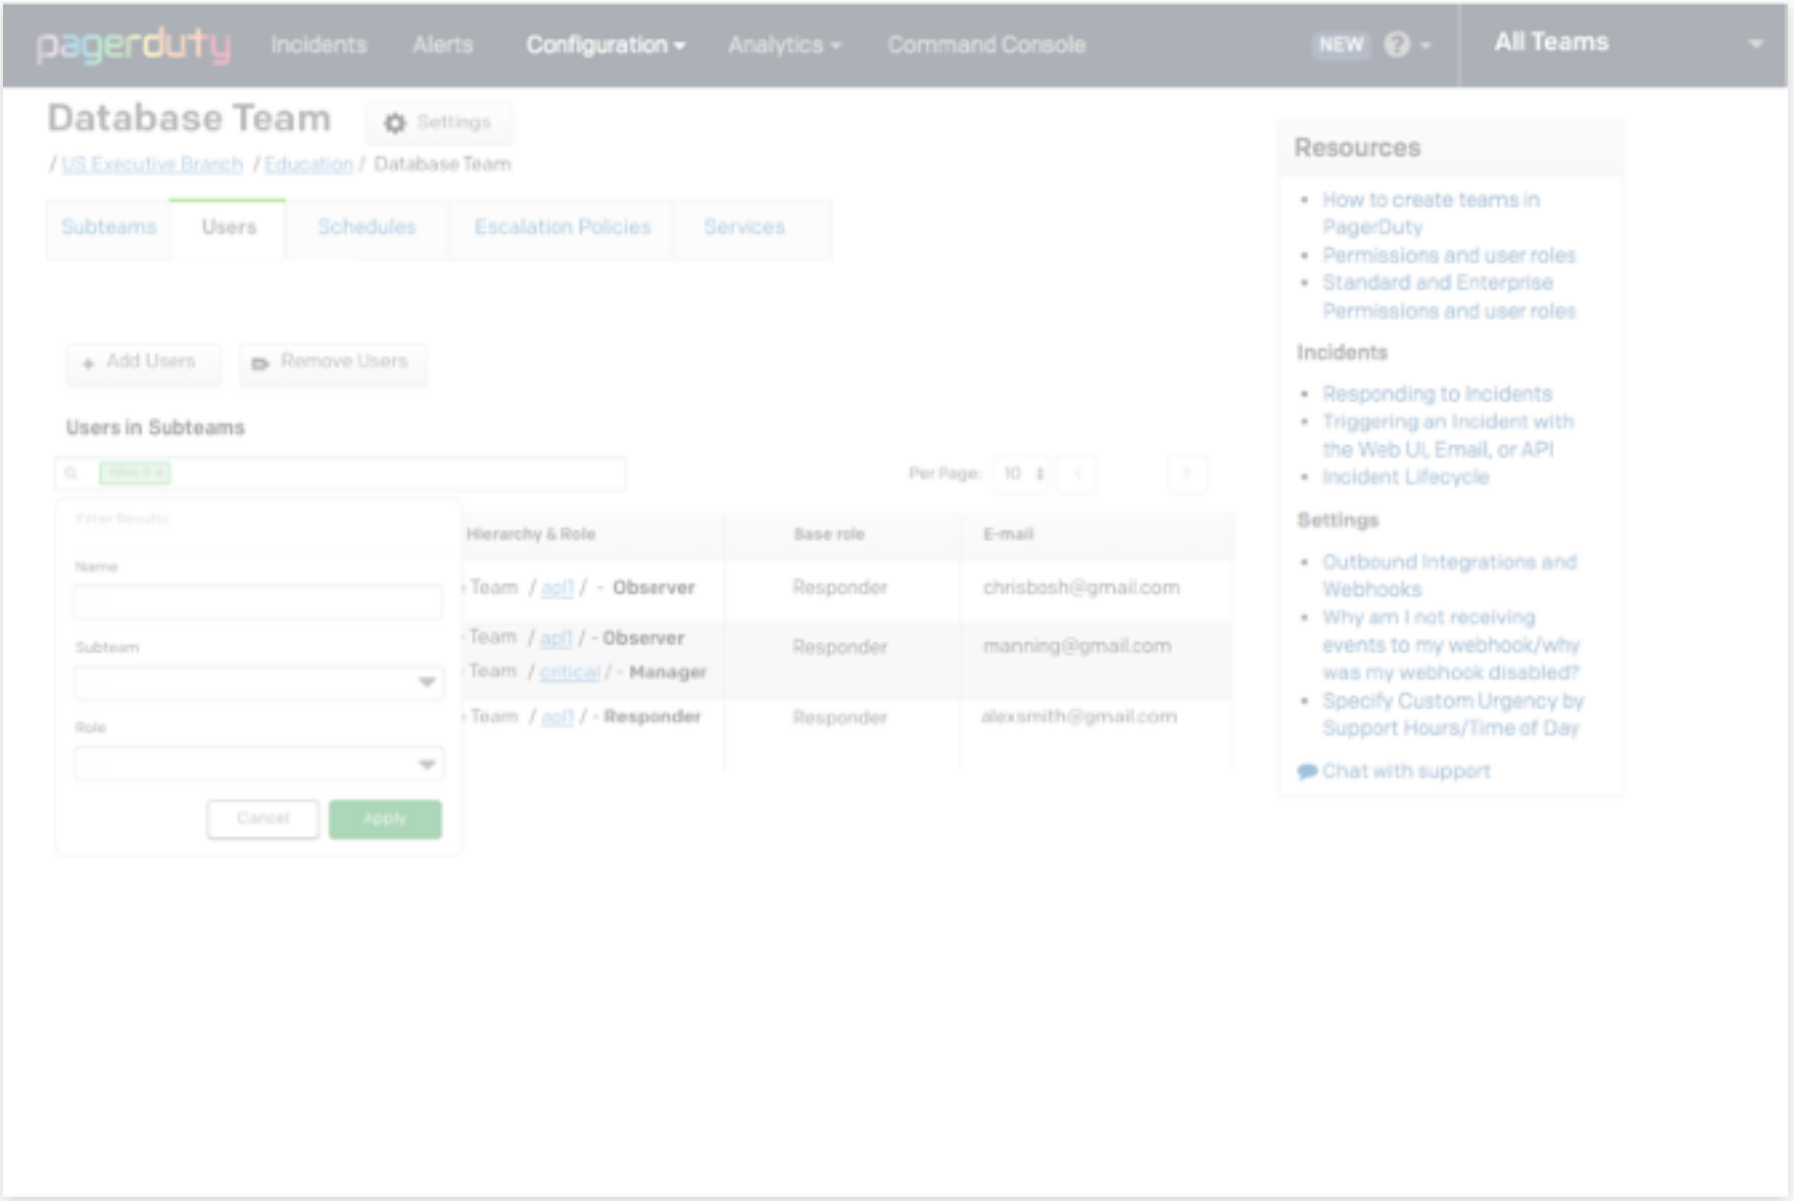 pagerduty Incidents Alerts Configuration Analytics Command Console NEW ? All Teams
Database Team Settings
/ US Executive Branch / Education / Database Team
Subteams Users Schedules Escalation Policies Services
+ Add Users Remove Users
Users in Subteams
Per Page: 10 < >
Filter Results
Name
Subteam
Role
Cancel Apply
Hierarchy & Role Base role E-mail
Team / api1 / - Observer Responder chrisbosh@gmail.com
Team / api1 / - Observer Responder manning@gmail.com
Team / critical / - Manager
Team / api1 / - Responder Responder alexsmith@gmail.com
Resources
• How to create teams in
PagerDuty
• Permissions and user roles
• Standard and Enterprise
Permissions and user roles
Incidents
• Responding to Incidents
• Triggering an Incident with
the Web UI, Email, or API
• Incident Lifecycle
Settings
• Outbound Integrations and
Webhooks
• Why am I not receiving
events to my webhook/why
was my webhook disabled?
• Specify Custom Urgency by
Support Hours/Time of Day
Chat with support